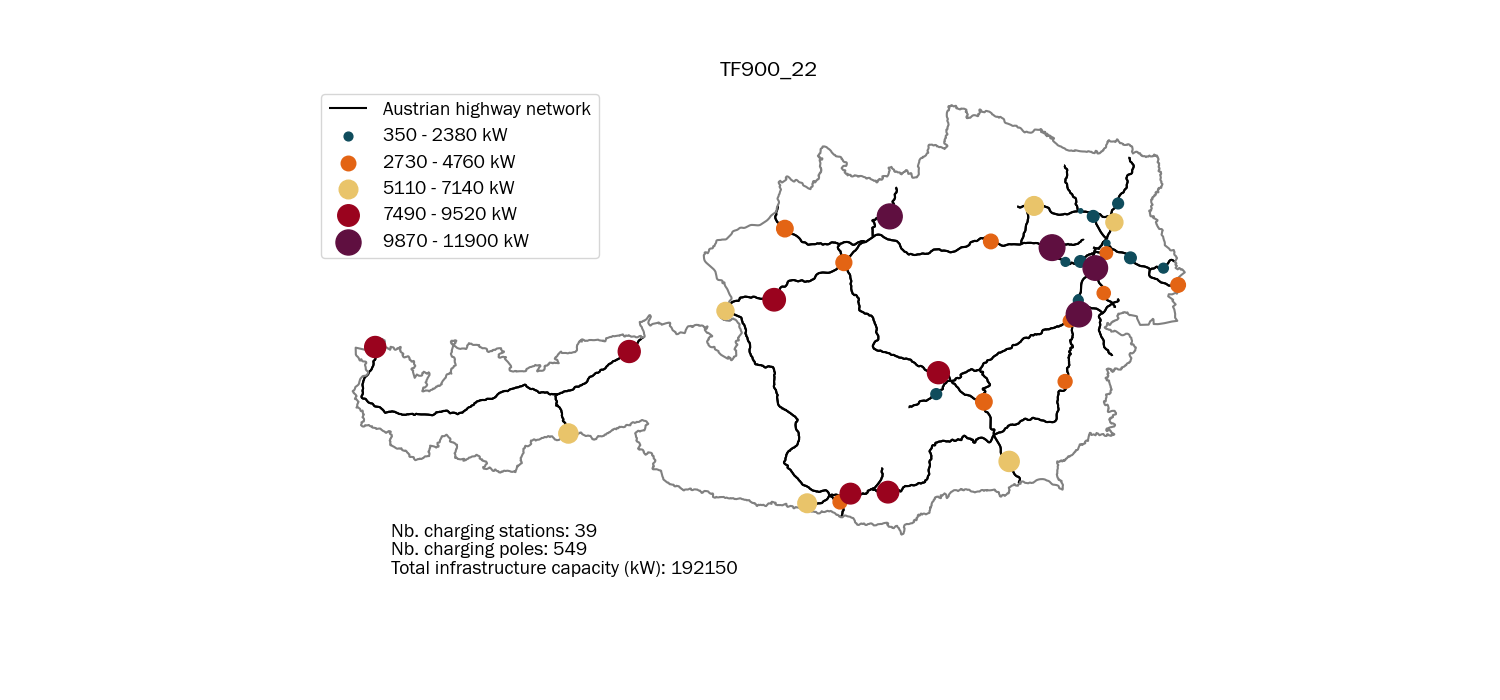 TF900_22
Austrian highway network
350 - 2380 kW
2730 - 4760 kW
5110 - 7140 kW
7490 - 9520 kW
9870 - 11900 kW
Nb. charging stations: 39
Nb. charging poles: 549
Total infrastructure capacity (kW): 192150